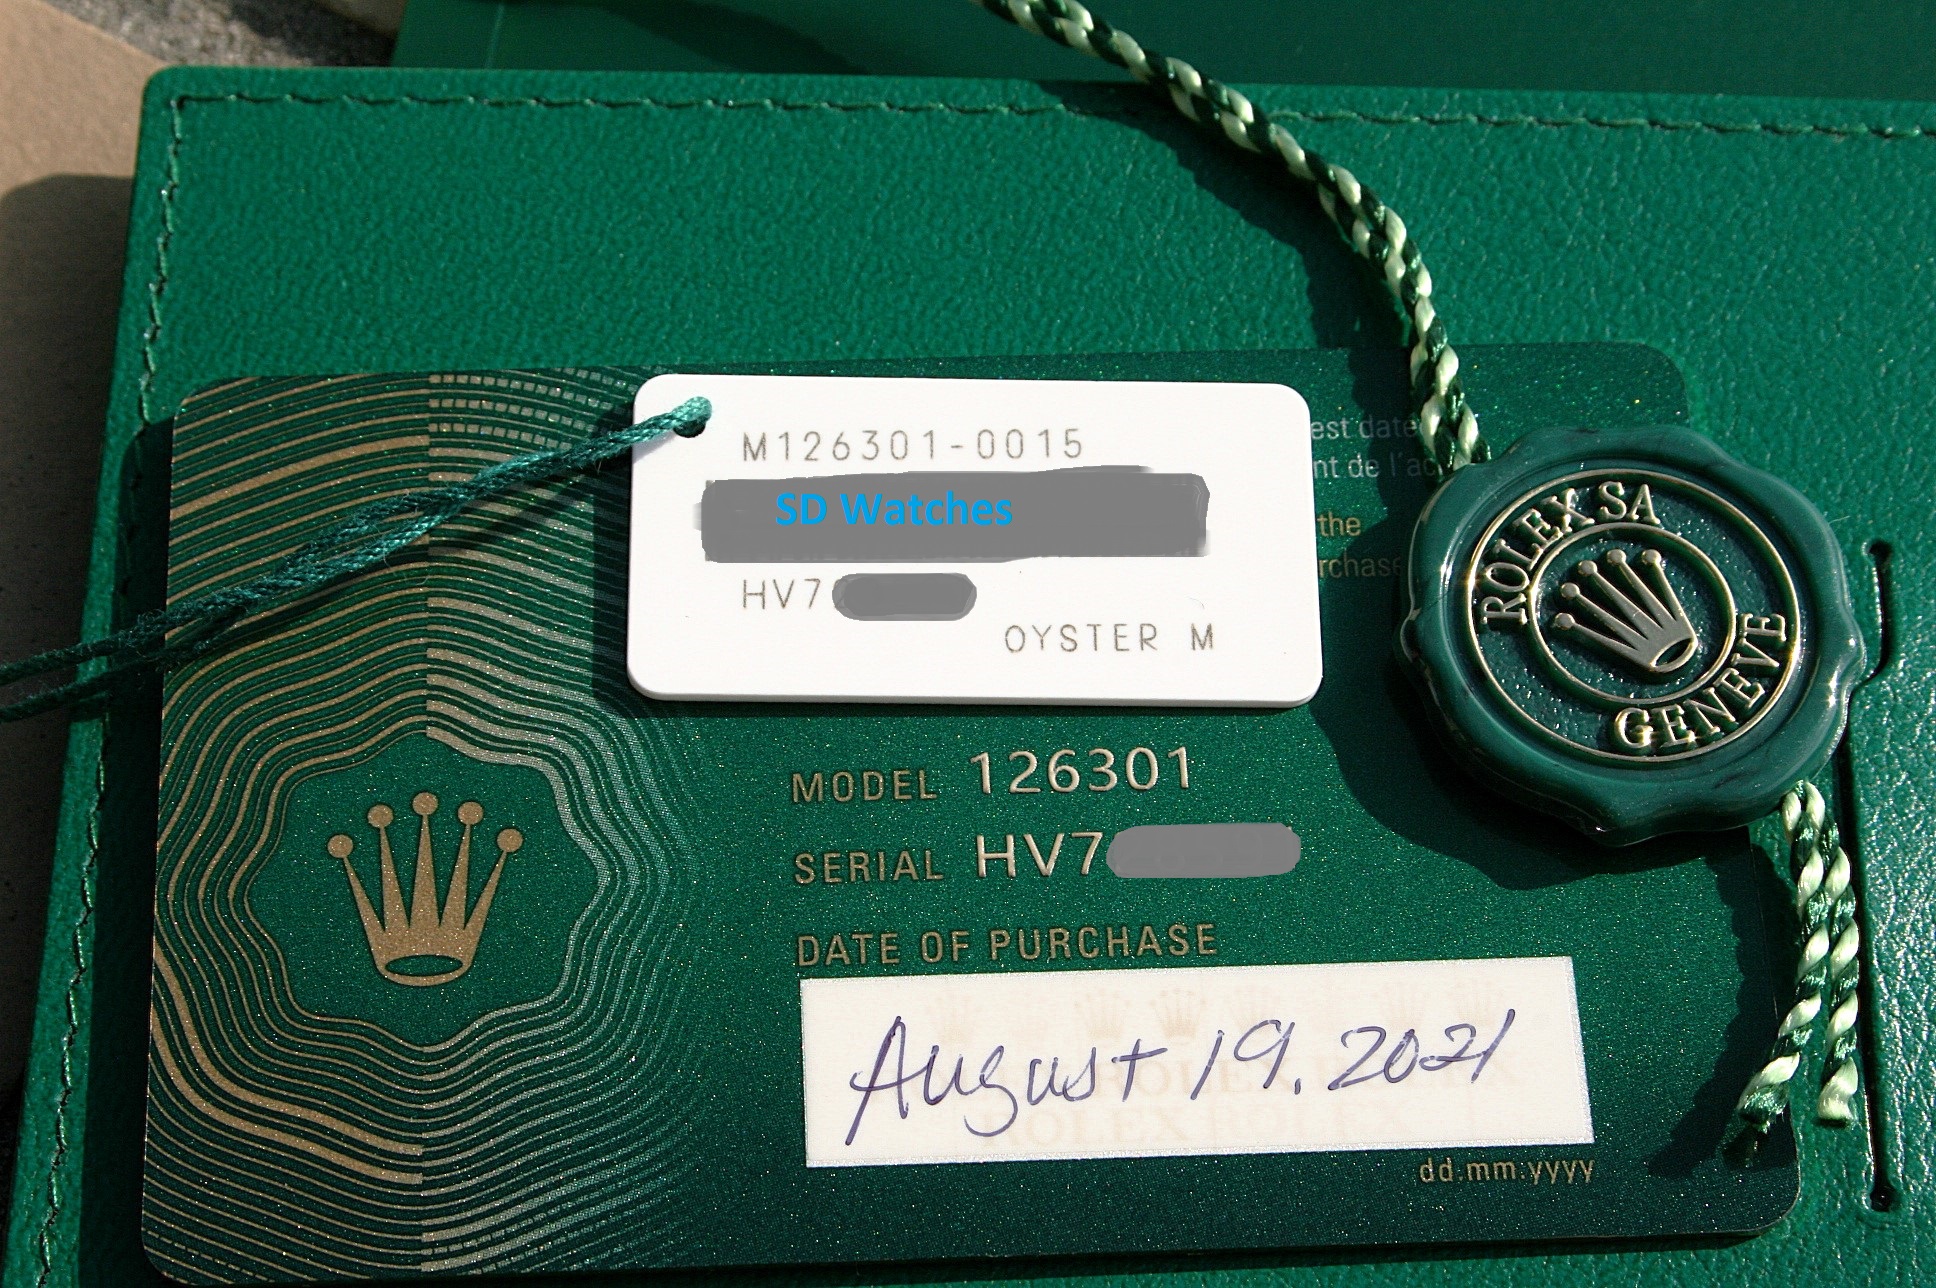 M126301-0015
SD Watches
HV7
OYSTER M
est date
nt de l'ac
the
rchase
ROLEX SA
GENEVE
MODEL 126301
SERIAL HV7
DATE OF PURCHASE
August 19, 2021
dd.mm.yyyy